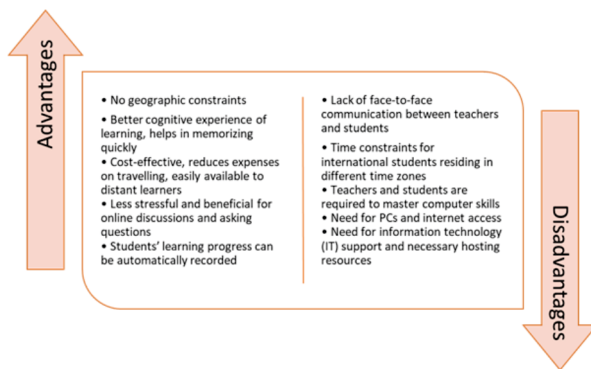 Advantages
• No geographic constraints
• Better cognitive experience of
learning, helps in memorizing
quickly
• Cost-effective, reduces expenses
on travelling, easily available to
distant learners
• Less stressful and beneficial for
online discussions and asking
questions
• Students’ learning progress can
be automatically recorded
• Lack of face-to-face
communication between teachers
and students
• Time constraints for
international students residing in
different time zones
• Teachers and students are
required to master computer skills
• Need for PCs and internet access
• Need for information technology
(IT) support and necessary hosting
resources
Disadvantages